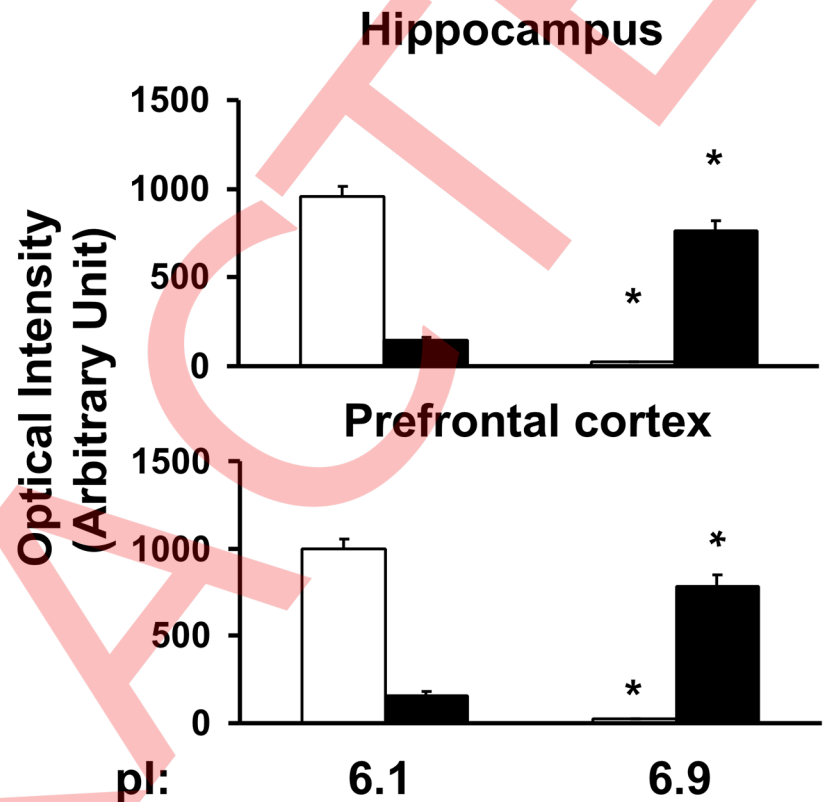 Hippocampus
1500
1000
500
0
*
*
Optical Intensity
(Arbitrary Unit)
Prefrontal cortex
1500
1000
500
0
*
*
pI: 6.1 6.9
ACTE